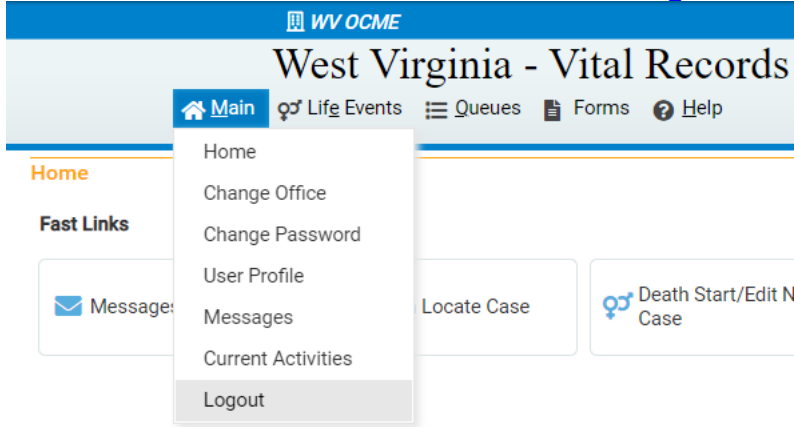 WV OCME
West Virginia - Vital Records
Main Life Events Queues Forms Help
Home
Change Office
Change Password
User Profile
Messages
Current Activities
Logout
Home
Fast Links
Messages
Locate Case
Death Start/Edit N
Case